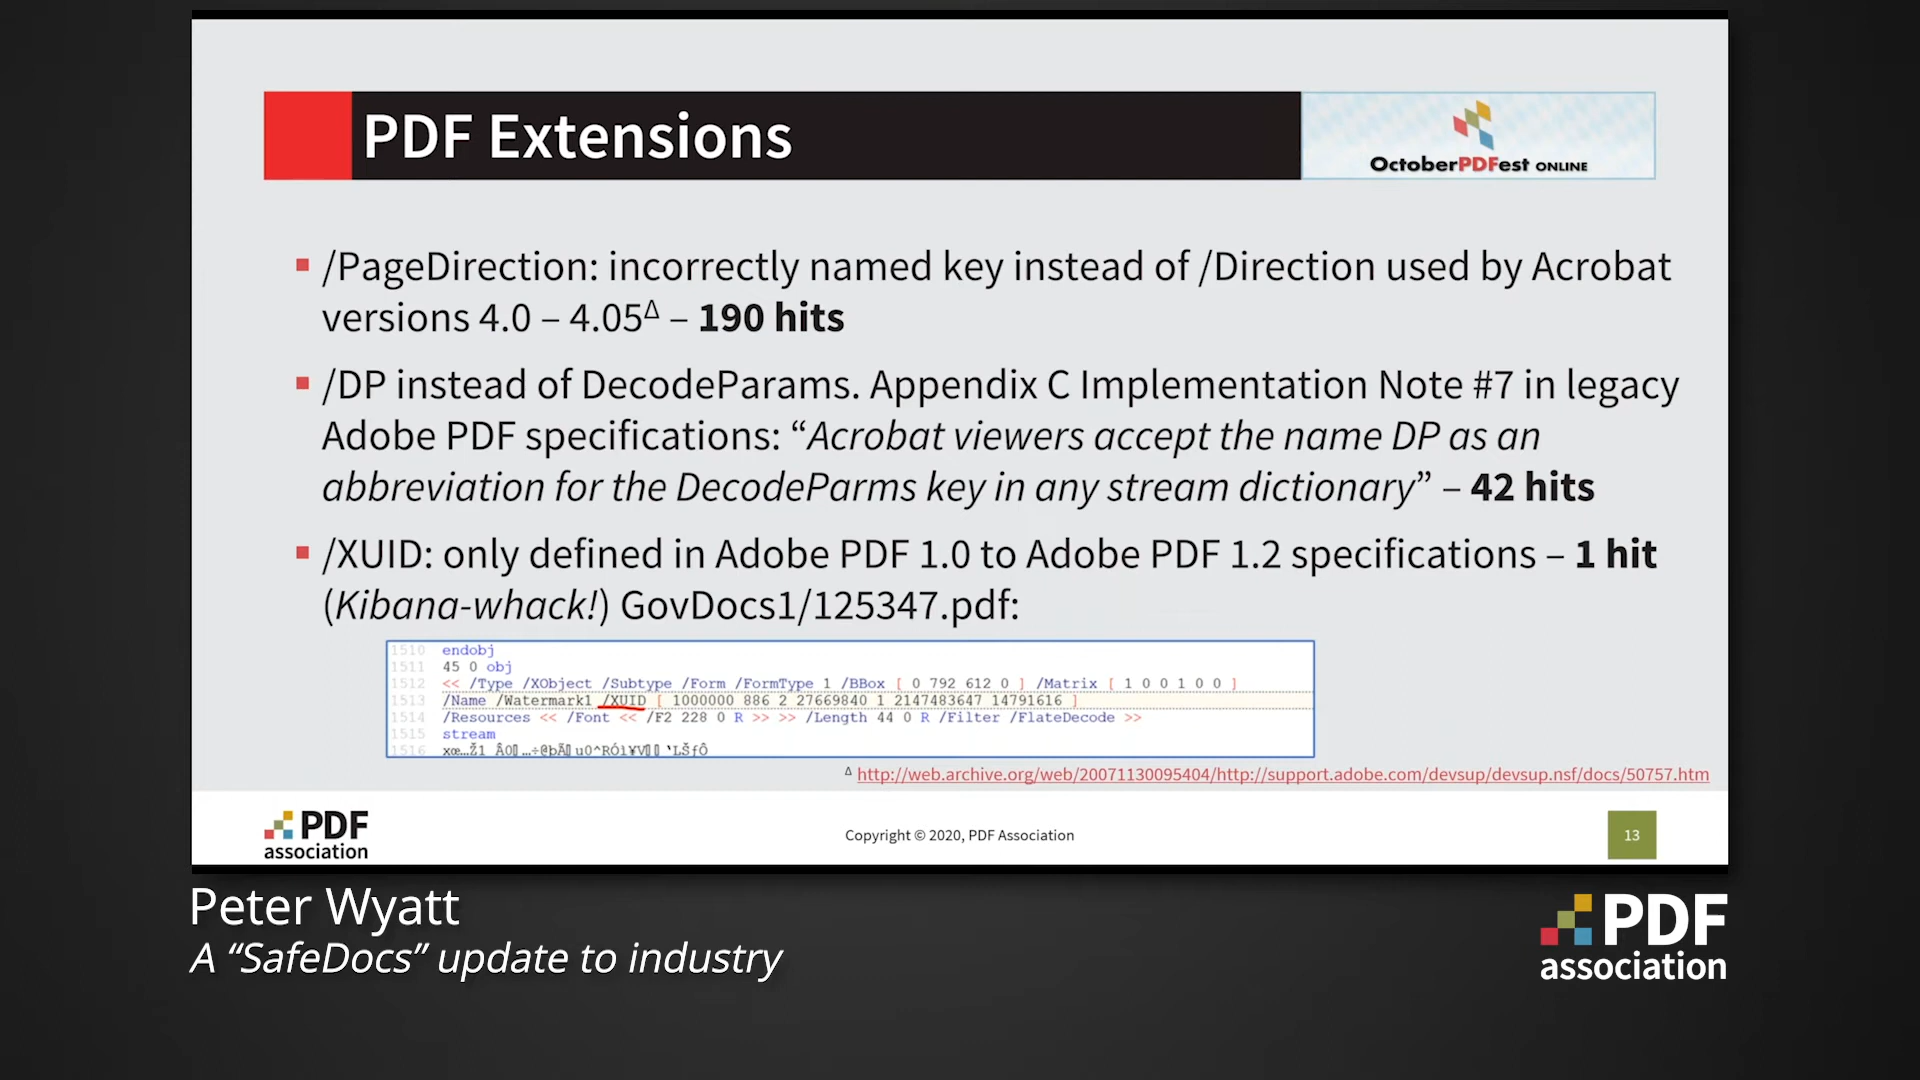 PDF Extensions
OctoberPDFest ONLINE
/PageDirection: incorrectly named key instead of /Direction used by Acrobat
versions 4.0 – 4.05Δ – 190 hits
/DP instead of DecodeParams. Appendix C Implementation Note #7 in legacy
Adobe PDF specifications: “Acrobat viewers accept the name DP as an
abbreviation for the DecodeParms key in any stream dictionary” – 42 hits
/XUID: only defined in Adobe PDF 1.0 to Adobe PDF 1.2 specifications – 1 hit
(Kibana-whack!) GovDocs1/125347.pdf:
1510 endobj
1511 45 0 obj
1512 << /Type /XObject /Subtype /Form /FormType 1 /BBox [ 0 792 612 0 ] /Matrix [ 1 0 0 1 0 0 ]
1513 /Name /Watermark1 /XUID [ 1000000 886 2 27669840 1 2147483647 14791616 ]
1514 /Resources << /Font << /F2 228 0 R >> >> /Length 44 0 R /Filter /FlateDecode >>
1515 stream
1516
Δ http://web.archive.org/web/20071130095404/http://support.adobe.com/devsup/devsup.nsf/docs/50757.htm
PDF
association
Copyright © 2020, PDF Association
13
Peter Wyatt
A “SafeDocs” update to industry
PDF
association